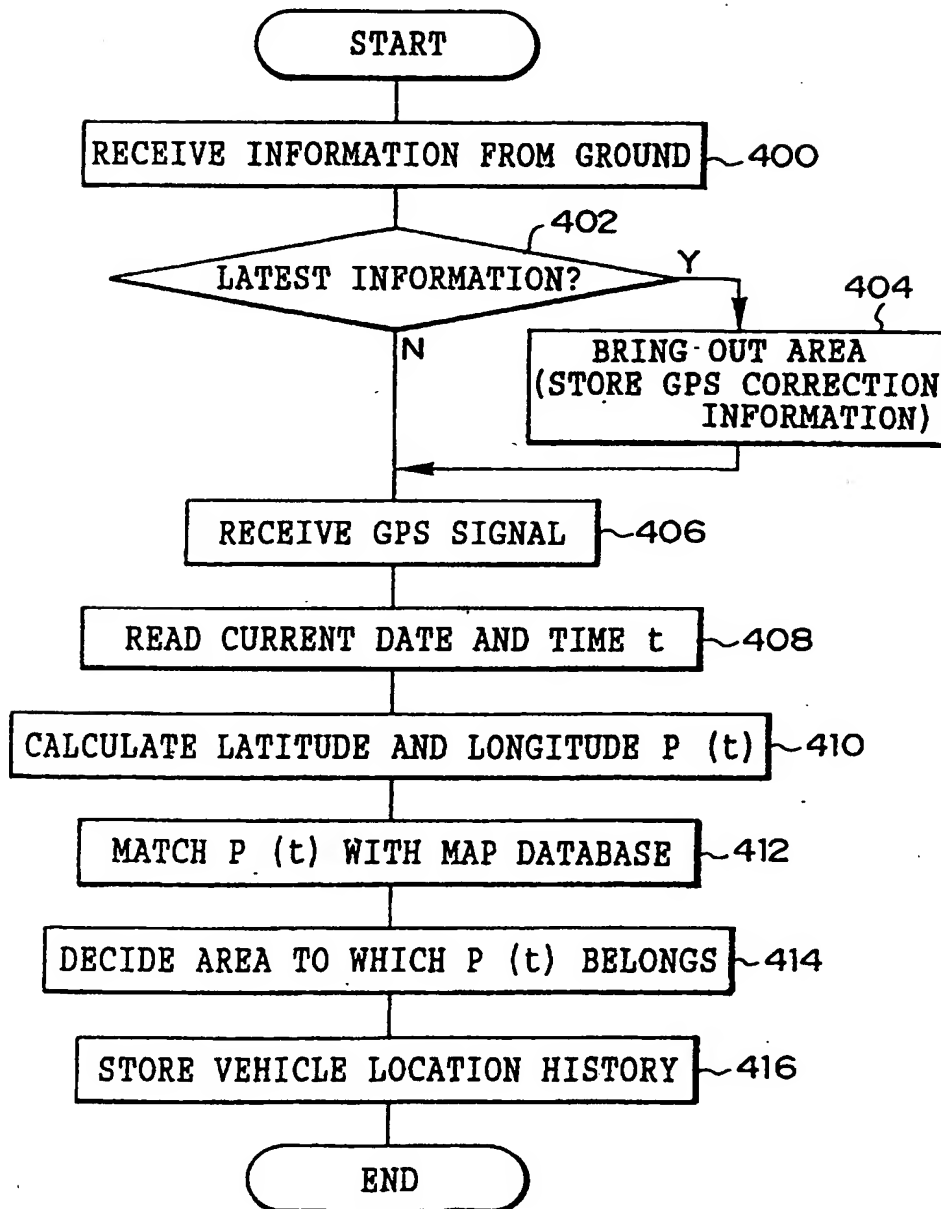 START
RECEIVE INFORMATION FROM GROUND
400
402
LATEST INFORMATION?
Y
N
404
BRING OUT AREA
(STORE GPS CORRECTION
INFORMATION)
RECEIVE GPS SIGNAL
406
READ CURRENT DATE AND TIME t
408
CALCULATE LATITUDE AND LONGITUDE P (t)
410
MATCH P (t) WITH MAP DATABASE
412
DECIDE AREA TO WHICH P (t) BELONGS
414
STORE VEHICLE LOCATION HISTORY
416
END